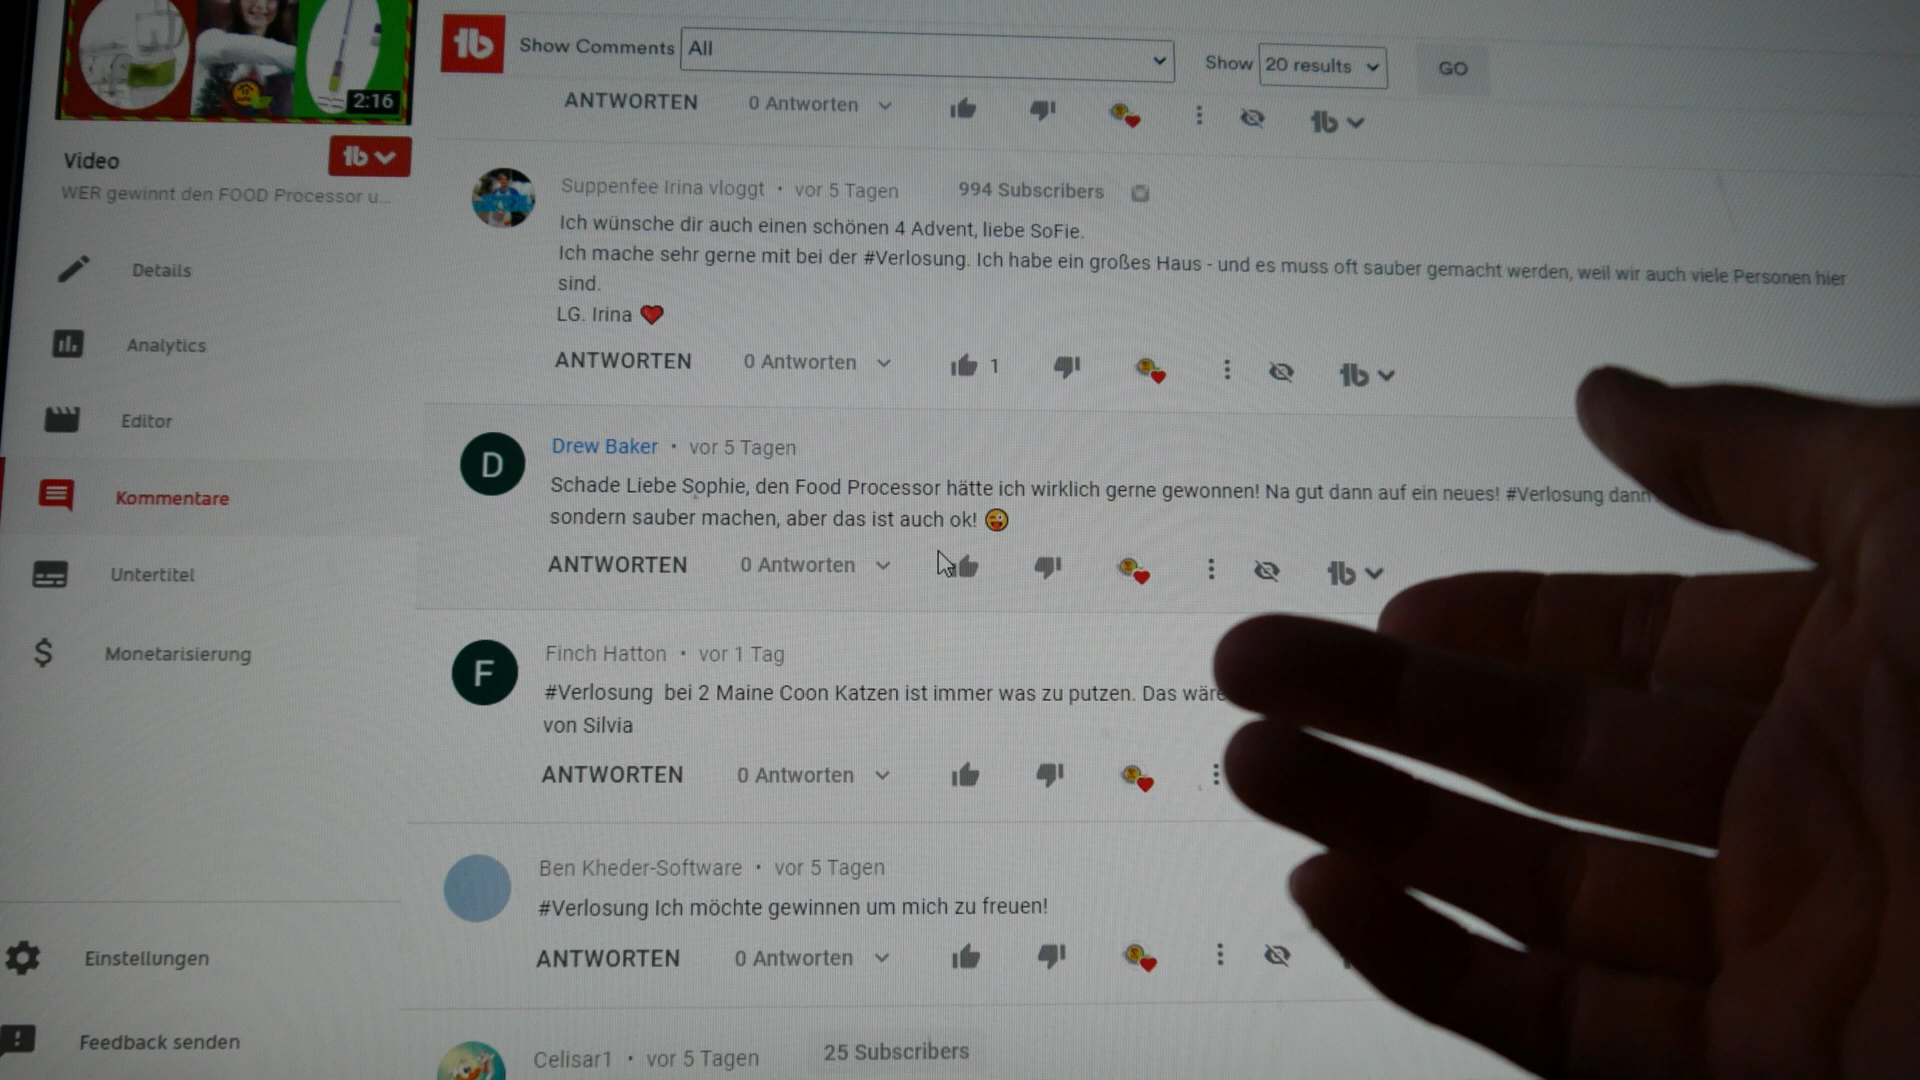 Show Comments All
Show 20 results GO
2:16
ANTWORTEN 0 Antworten
Video
WER gewinnt den FOOD Processor u...
Details
Analytics
Editor
Kommentare
Untertitel
Monetarisierung
Einstellungen
Feedback senden
Suppenfee Irina vloggt • vor 5 Tagen 994 Subscribers
Ich wünsche dir auch einen schönen 4 Advent, liebe SoFie.
Ich mache sehr gerne mit bei der #Verlosung. Ich habe ein großes Haus - und es muss oft sauber gemacht werden, weil wir auch viele Personen hier
sind.
LG. Irina ❤️
ANTWORTEN 0 Antworten 1
D
Drew Baker • vor 5 Tagen
Schade Liebe Sophie, den Food Processor hätte ich wirklich gerne gewonnen! Na gut dann auf ein neues! #Verlosung dann
sondern sauber machen, aber das ist auch ok! 😜
ANTWORTEN 0 Antworten
F
Finch Hatton • vor 1 Tag
#Verlosung bei 2 Maine Coon Katzen ist immer was zu putzen. Das wäre
von Silvia
ANTWORTEN 0 Antworten
Ben Kheder-Software • vor 5 Tagen
#Verlosung Ich möchte gewinnen um mich zu freuen!
ANTWORTEN 0 Antworten
Celisar1 • vor 5 Tagen 25 Subscribers